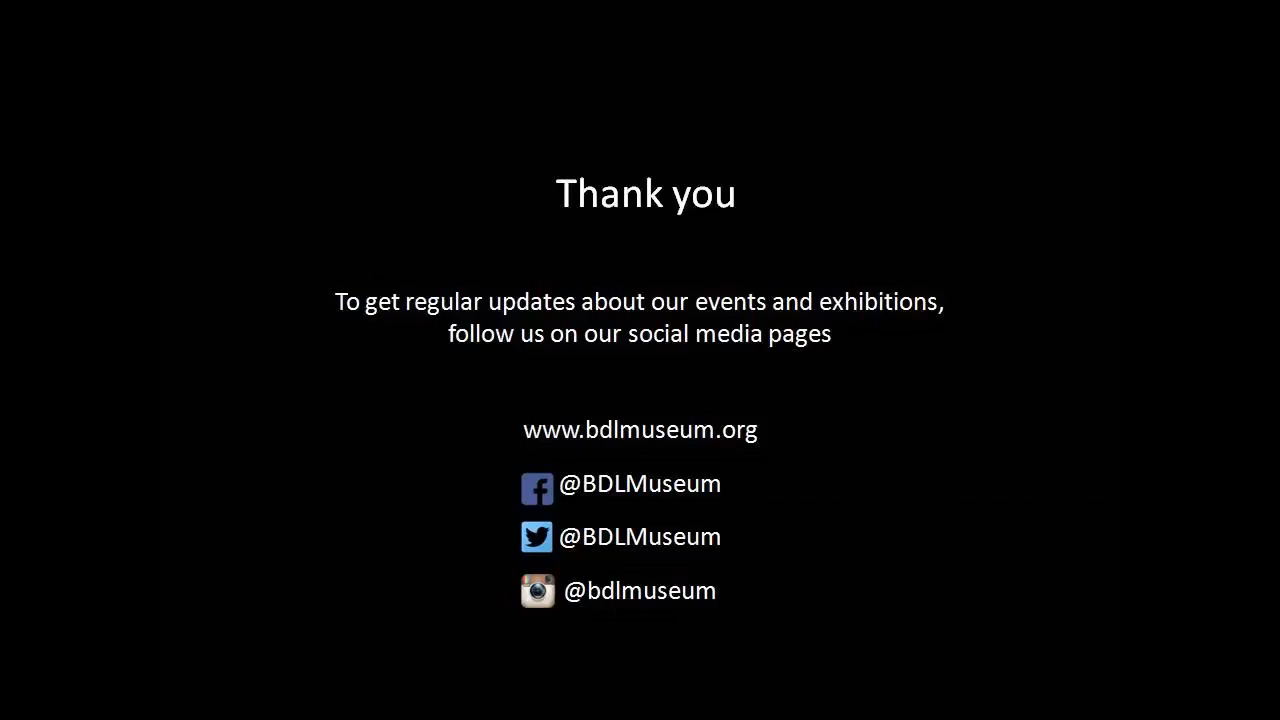 Thank you
To get regular updates about our events and exhibitions,
follow us on our social media pages
www.bdlmuseum.org
@BDLMuseum
@BDLMuseum
@bdlmuseum